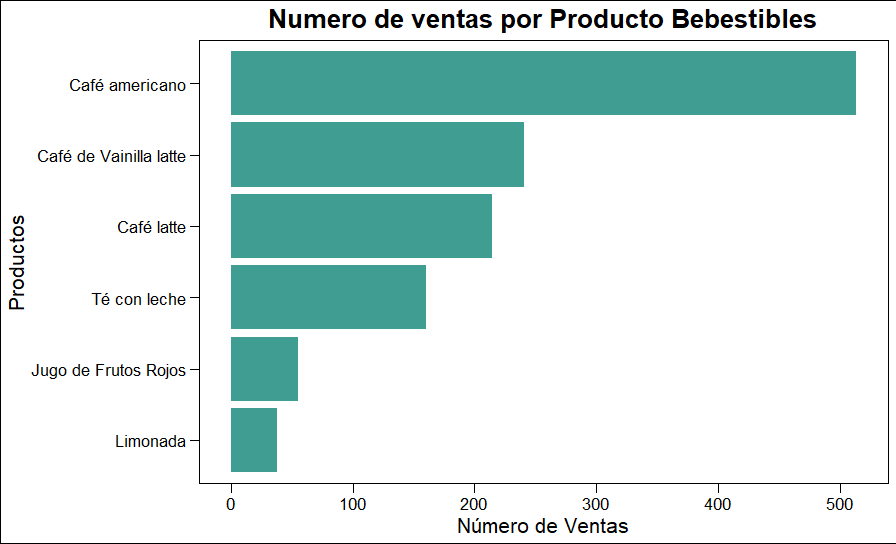 Numero de ventas por Producto Bebestibles
Productos
Café americano
Café de Vainilla latte
Café latte
Té con leche
Jugo de Frutos Rojos
Limonada
0 100 200 300 400 500
Número de Ventas